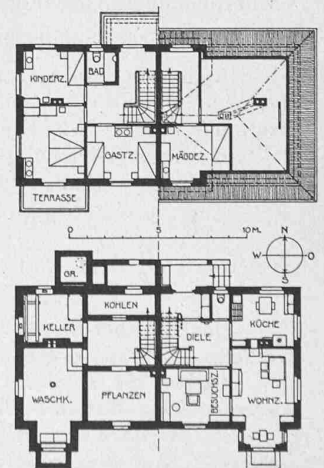 KINDERZ.
BAD
GASTZ.
MÄDDEZ.
TERRASSE
0 5 10 M.
N
W O
S
GR.
KELLER
KOHLEN
DIELE
KÜCHE
WASCHK.
PFLANZEN
BESUCHSZ.
WOHNZ.